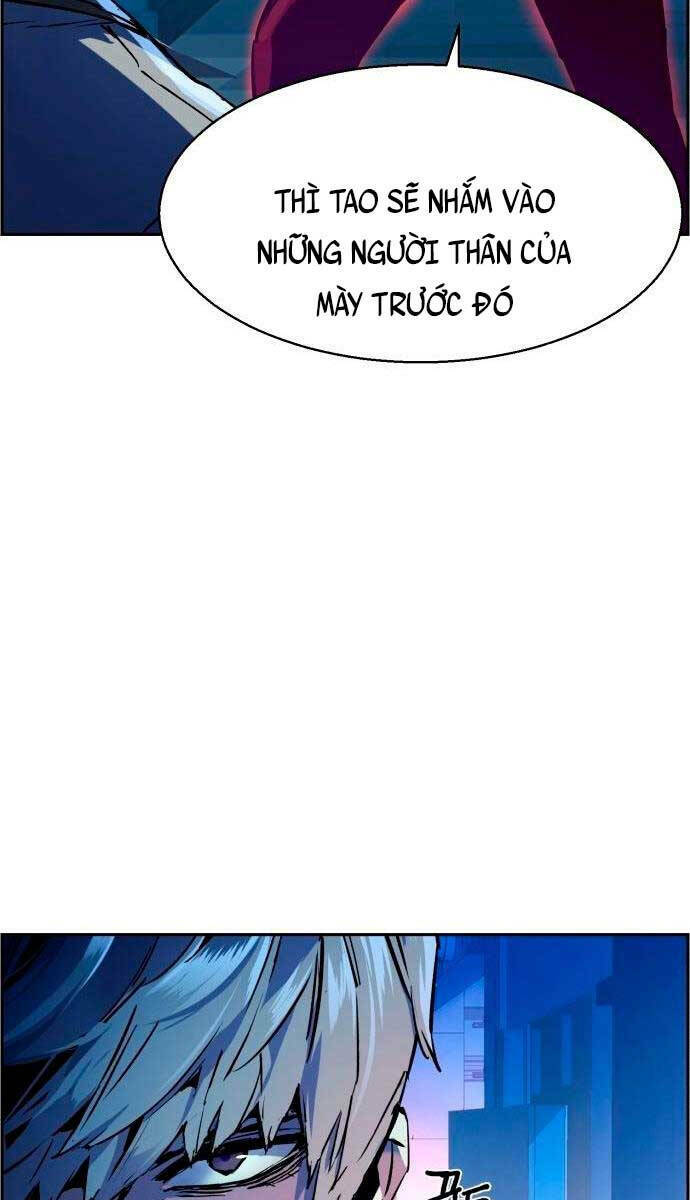 THÌ TAO SẼ NHẮM VÀO
NHỮNG NGƯỜI THÂN CỦA
MÀY TRƯỚC ĐÓ